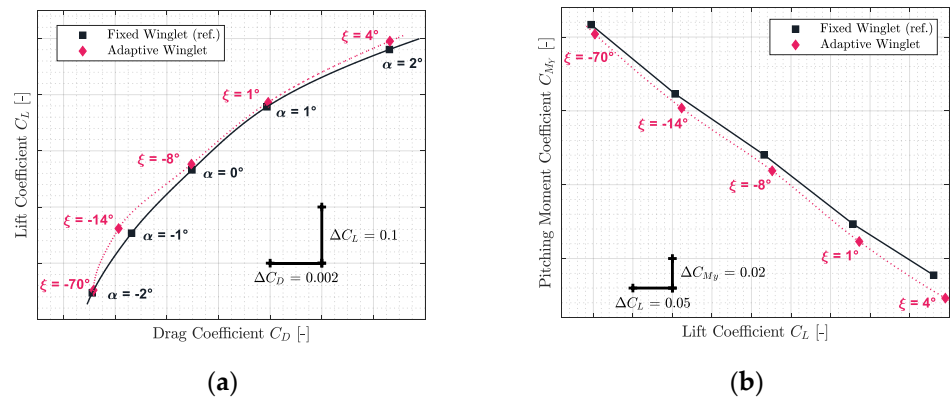 Fixed Winglet (ref.)
Adaptive Winglet
ξ = 4°
α = 2°
ξ = 1°
α = 1°
ξ = -8°
α = 0°
ξ = -14°
α = -1°
ξ = -70°
α = -2°
ΔC_L = 0.1
ΔC_D = 0.002
Lift Coefficient C_L [-]
Drag Coefficient C_D [-]
(a)
Fixed Winglet (ref.)
Adaptive Winglet
ξ = -70°
ξ = -14°
ξ = -8°
ξ = 1°
ξ = 4°
ΔC_My = 0.02
ΔC_L = 0.05
Pitching Moment Coefficient C_MY [-]
Lift Coefficient C_L [-]
(b)